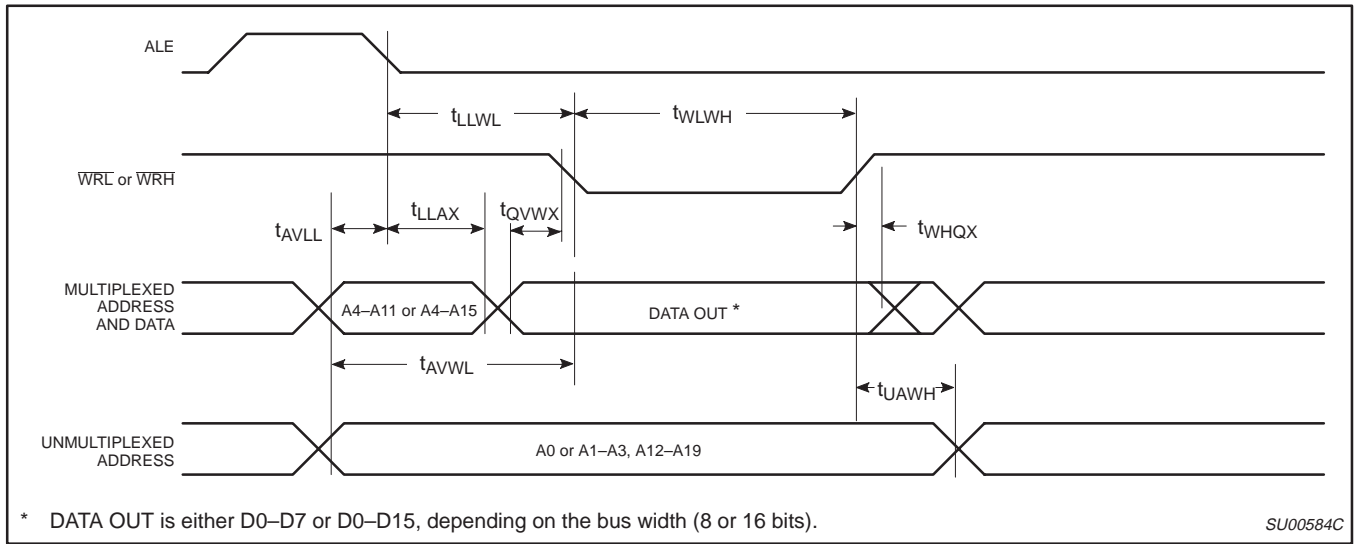 ALE
tLLWL
tWLWH
WRL or WRH
tAVLL
tLLAX
tQVWX
tWHQX
MULTIPLEXED
ADDRESS
AND DATA
A4–A11 or A4–A15
DATA OUT *
tAVWL
tUAWH
UNMULTIPLEXED
ADDRESS
A0 or A1–A3, A12–A19
* DATA OUT is either D0–D7 or D0–D15, depending on the bus width (8 or 16 bits).
SU00584C